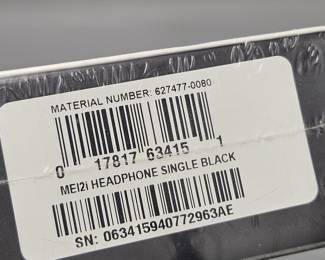 MATERIAL NUMBER: 627477-0080
0 17817 63415 1
MEI2i HEADPHONE SINGLE BLACK
SN: 063415940772963AE